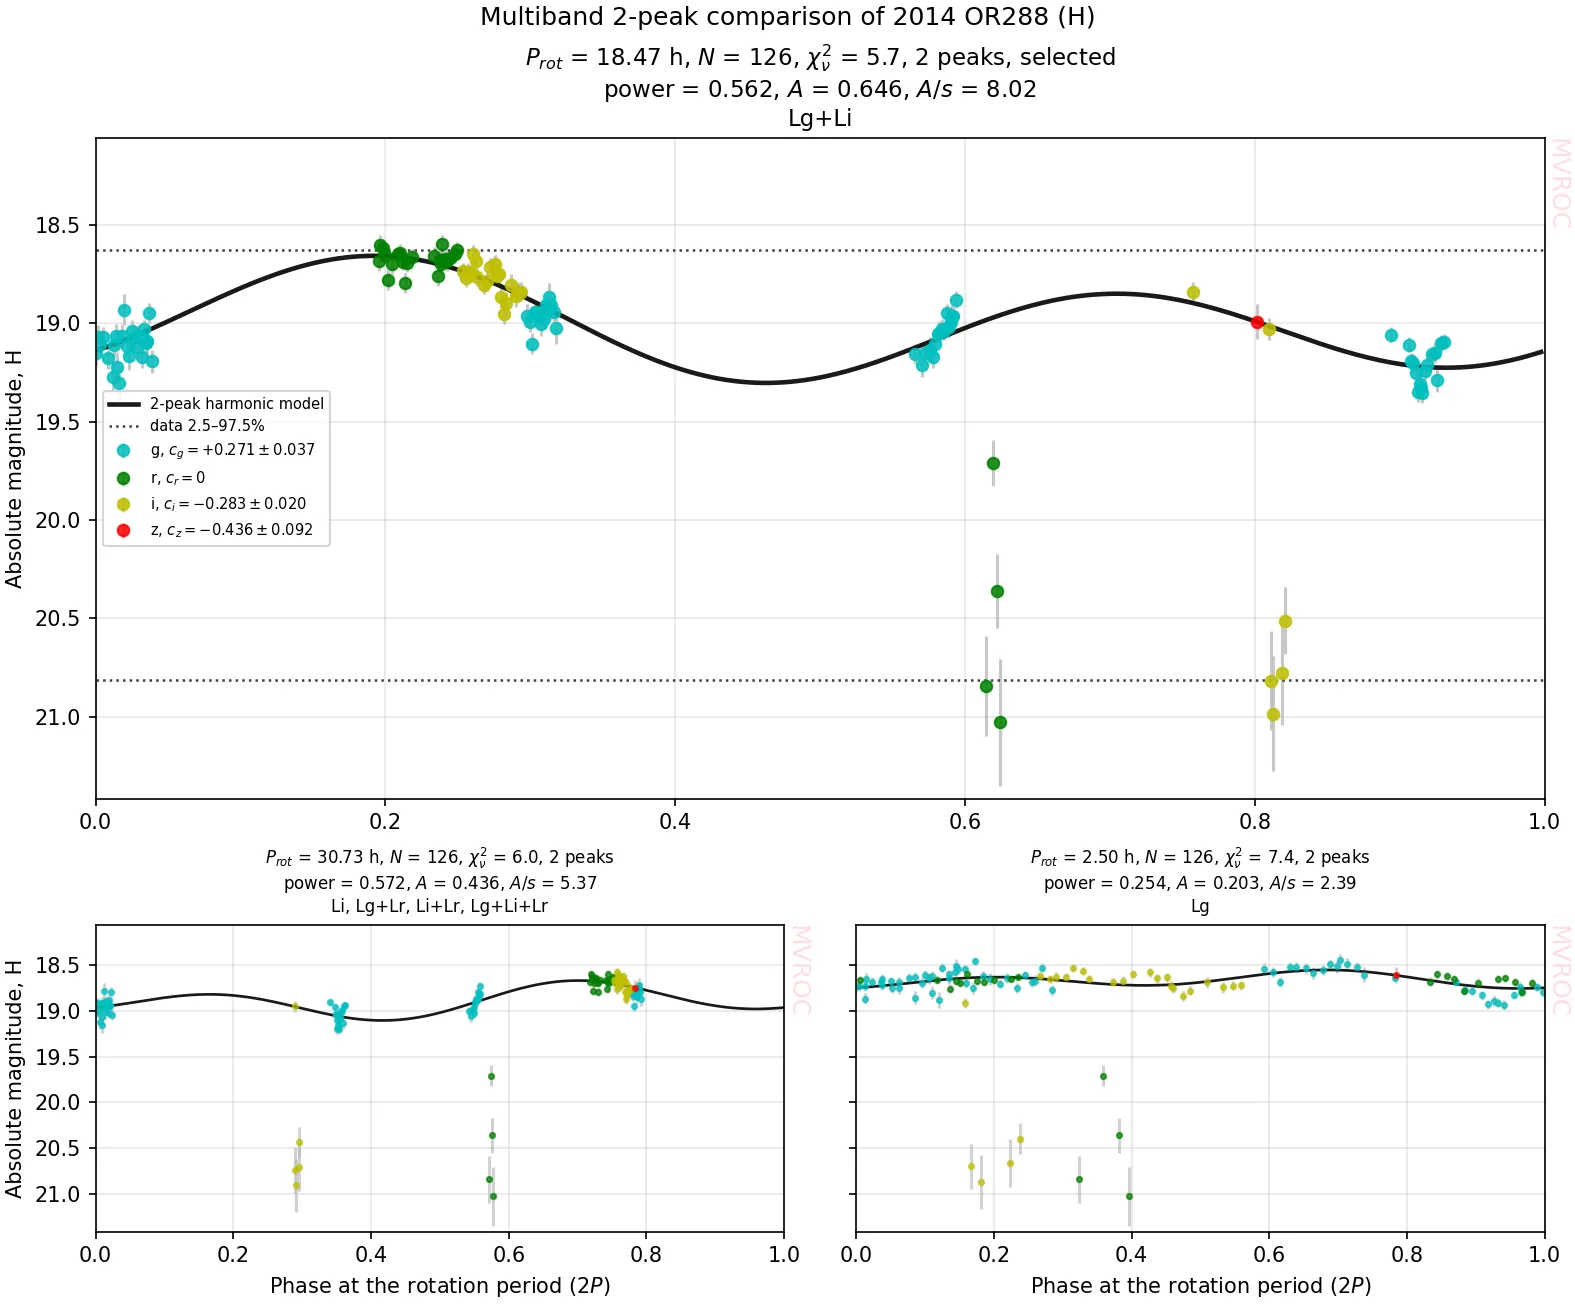 Multiband 2-peak comparison of 2014 OR288 (H)
P_rot = 18.47 h, N = 126, χ²_ν = 5.7, 2 peaks, selected
power = 0.562, A = 0.646, A/s = 8.02
Lg+Li
MVROC
Absolute magnitude, H
18.5
19.0
19.5
20.0
20.5
21.0
2-peak harmonic model
data 2.5–97.5%
g, c_g = +0.271 ± 0.037
r, c_r = 0
i, c_i = −0.283 ± 0.020
z, c_z = −0.436 ± 0.092
0.0 0.2 0.4 0.6 0.8 1.0
P_rot = 30.73 h, N = 126, χ²_ν = 6.0, 2 peaks
power = 0.572, A = 0.436, A/s = 5.37
Li, Lg+Lr, Li+Lr, Lg+Li+Lr
MVROC
Absolute magnitude, H
18.5
19.0
19.5
20.0
20.5
21.0
0.0 0.2 0.4 0.6 0.8 1.0
Phase at the rotation period (2P)
P_rot = 2.50 h, N = 126, χ²_ν = 7.4, 2 peaks
power = 0.254, A = 0.203, A/s = 2.39
Lg
MVROC
0.0 0.2 0.4 0.6 0.8 1.0
Phase at the rotation period (2P)